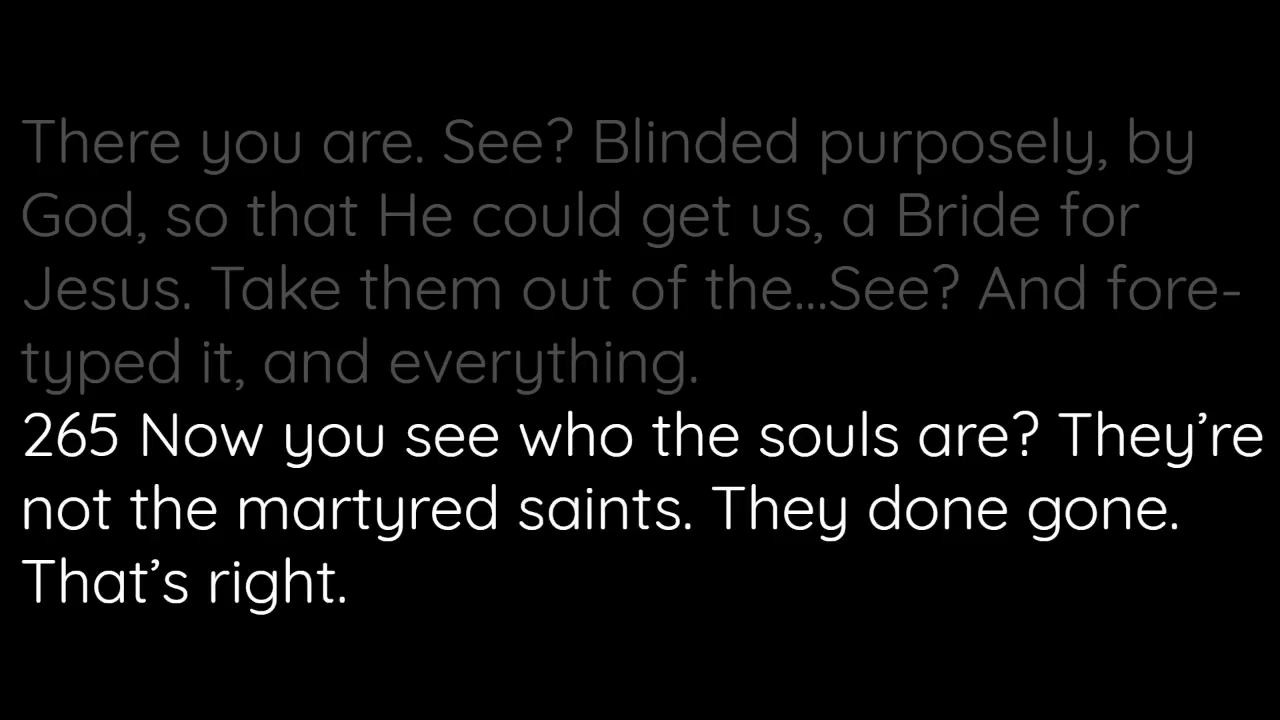 There you are. See? Blinded purposely, by
God, so that He could get us, a Bride for
Jesus. Take them out of the...See? And fore-
typed it, and everything.
265 Now you see who the souls are? They’re
not the martyred saints. They done gone.
That’s right.